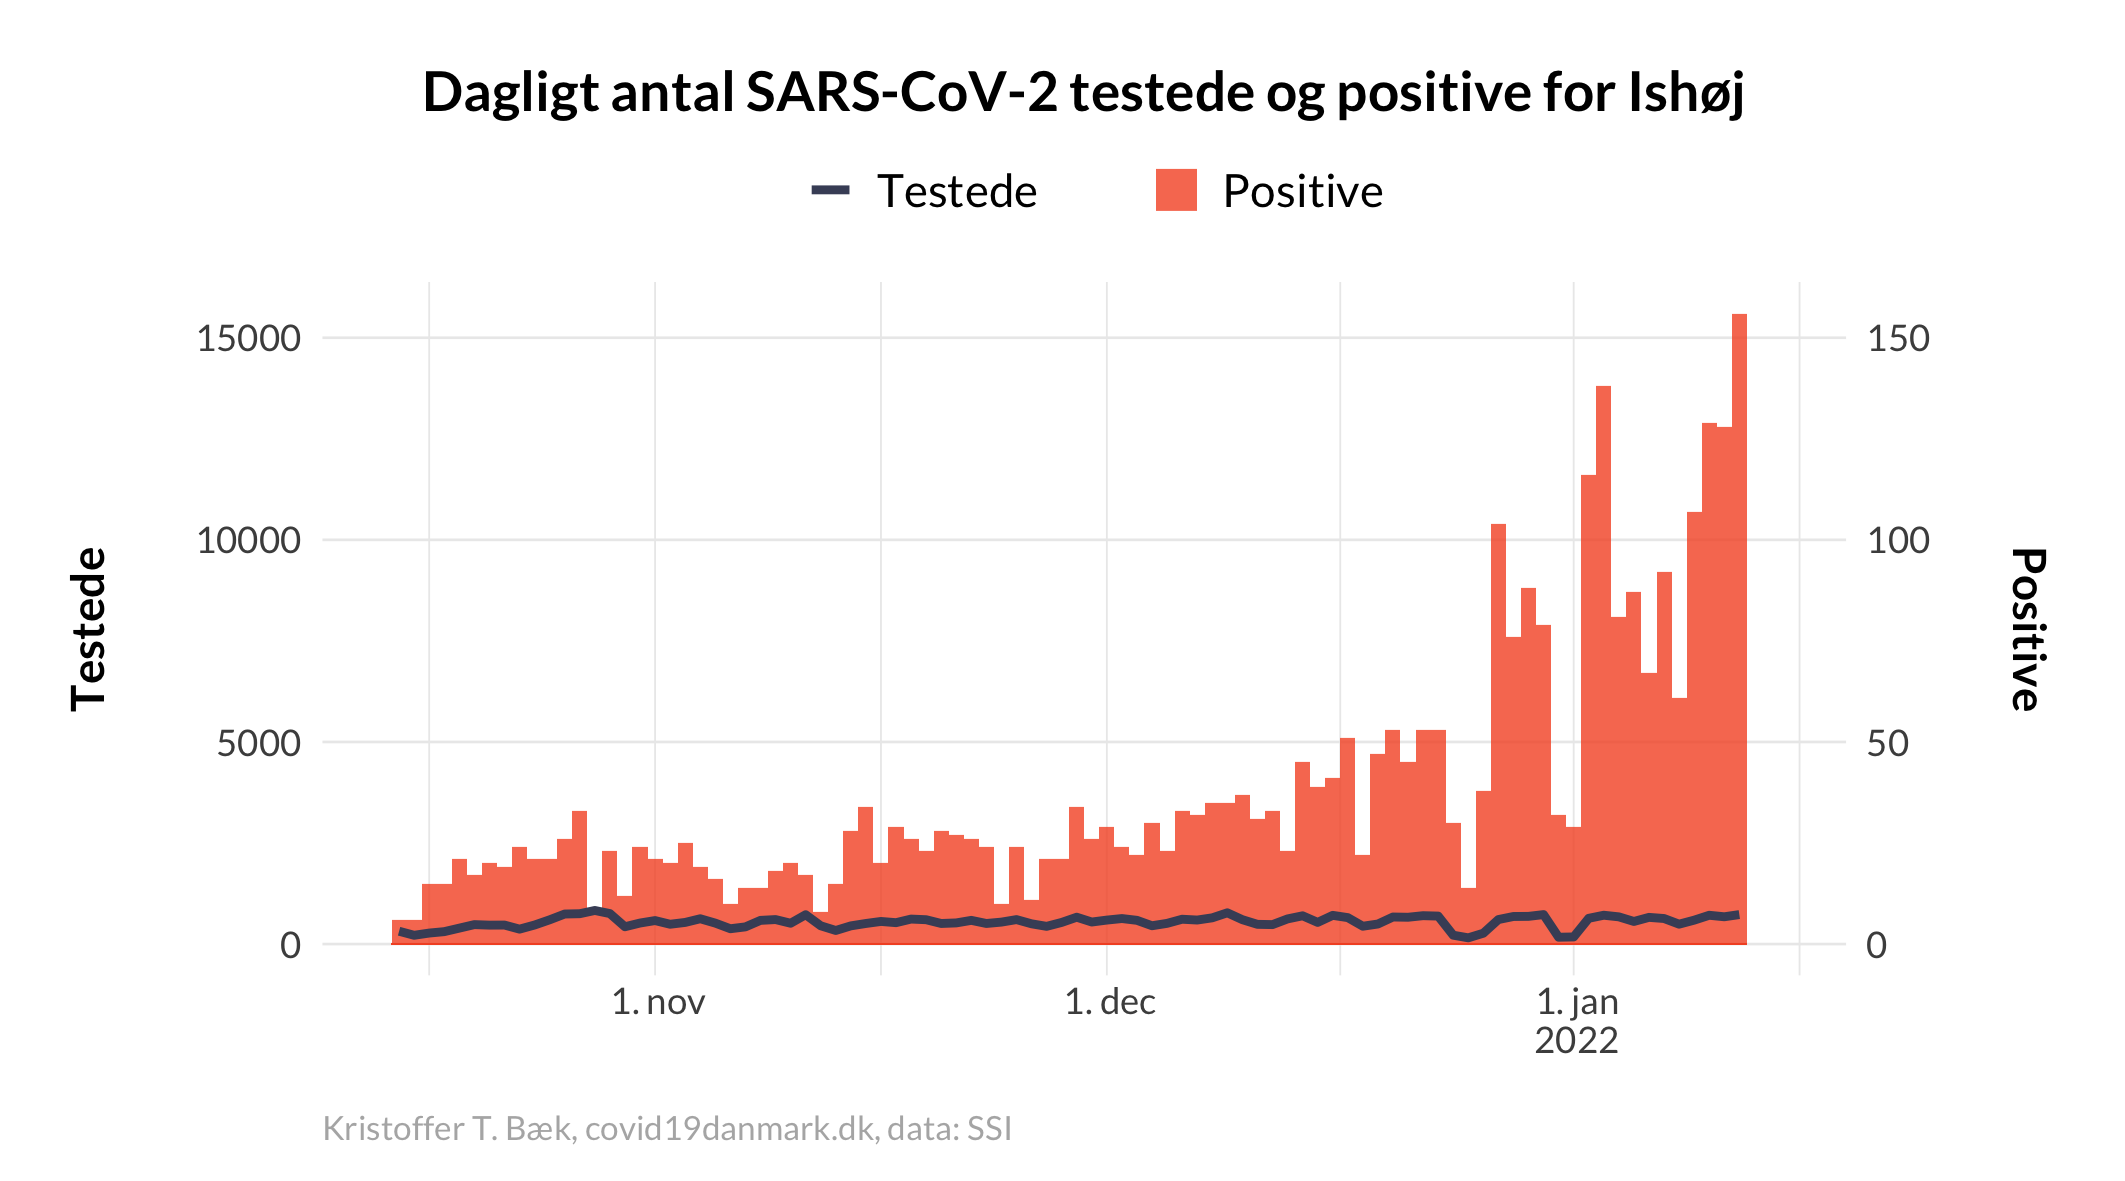 Dagligt antal SARS-CoV-2 testede og positive for Ishøj
Testede
Positive
15000
10000
5000
0
Testede
150
100
50
0
Positive
1. nov
1. dec
1. jan
2022
Kristoffer T. Bæk, covid19danmark.dk, data: SSI